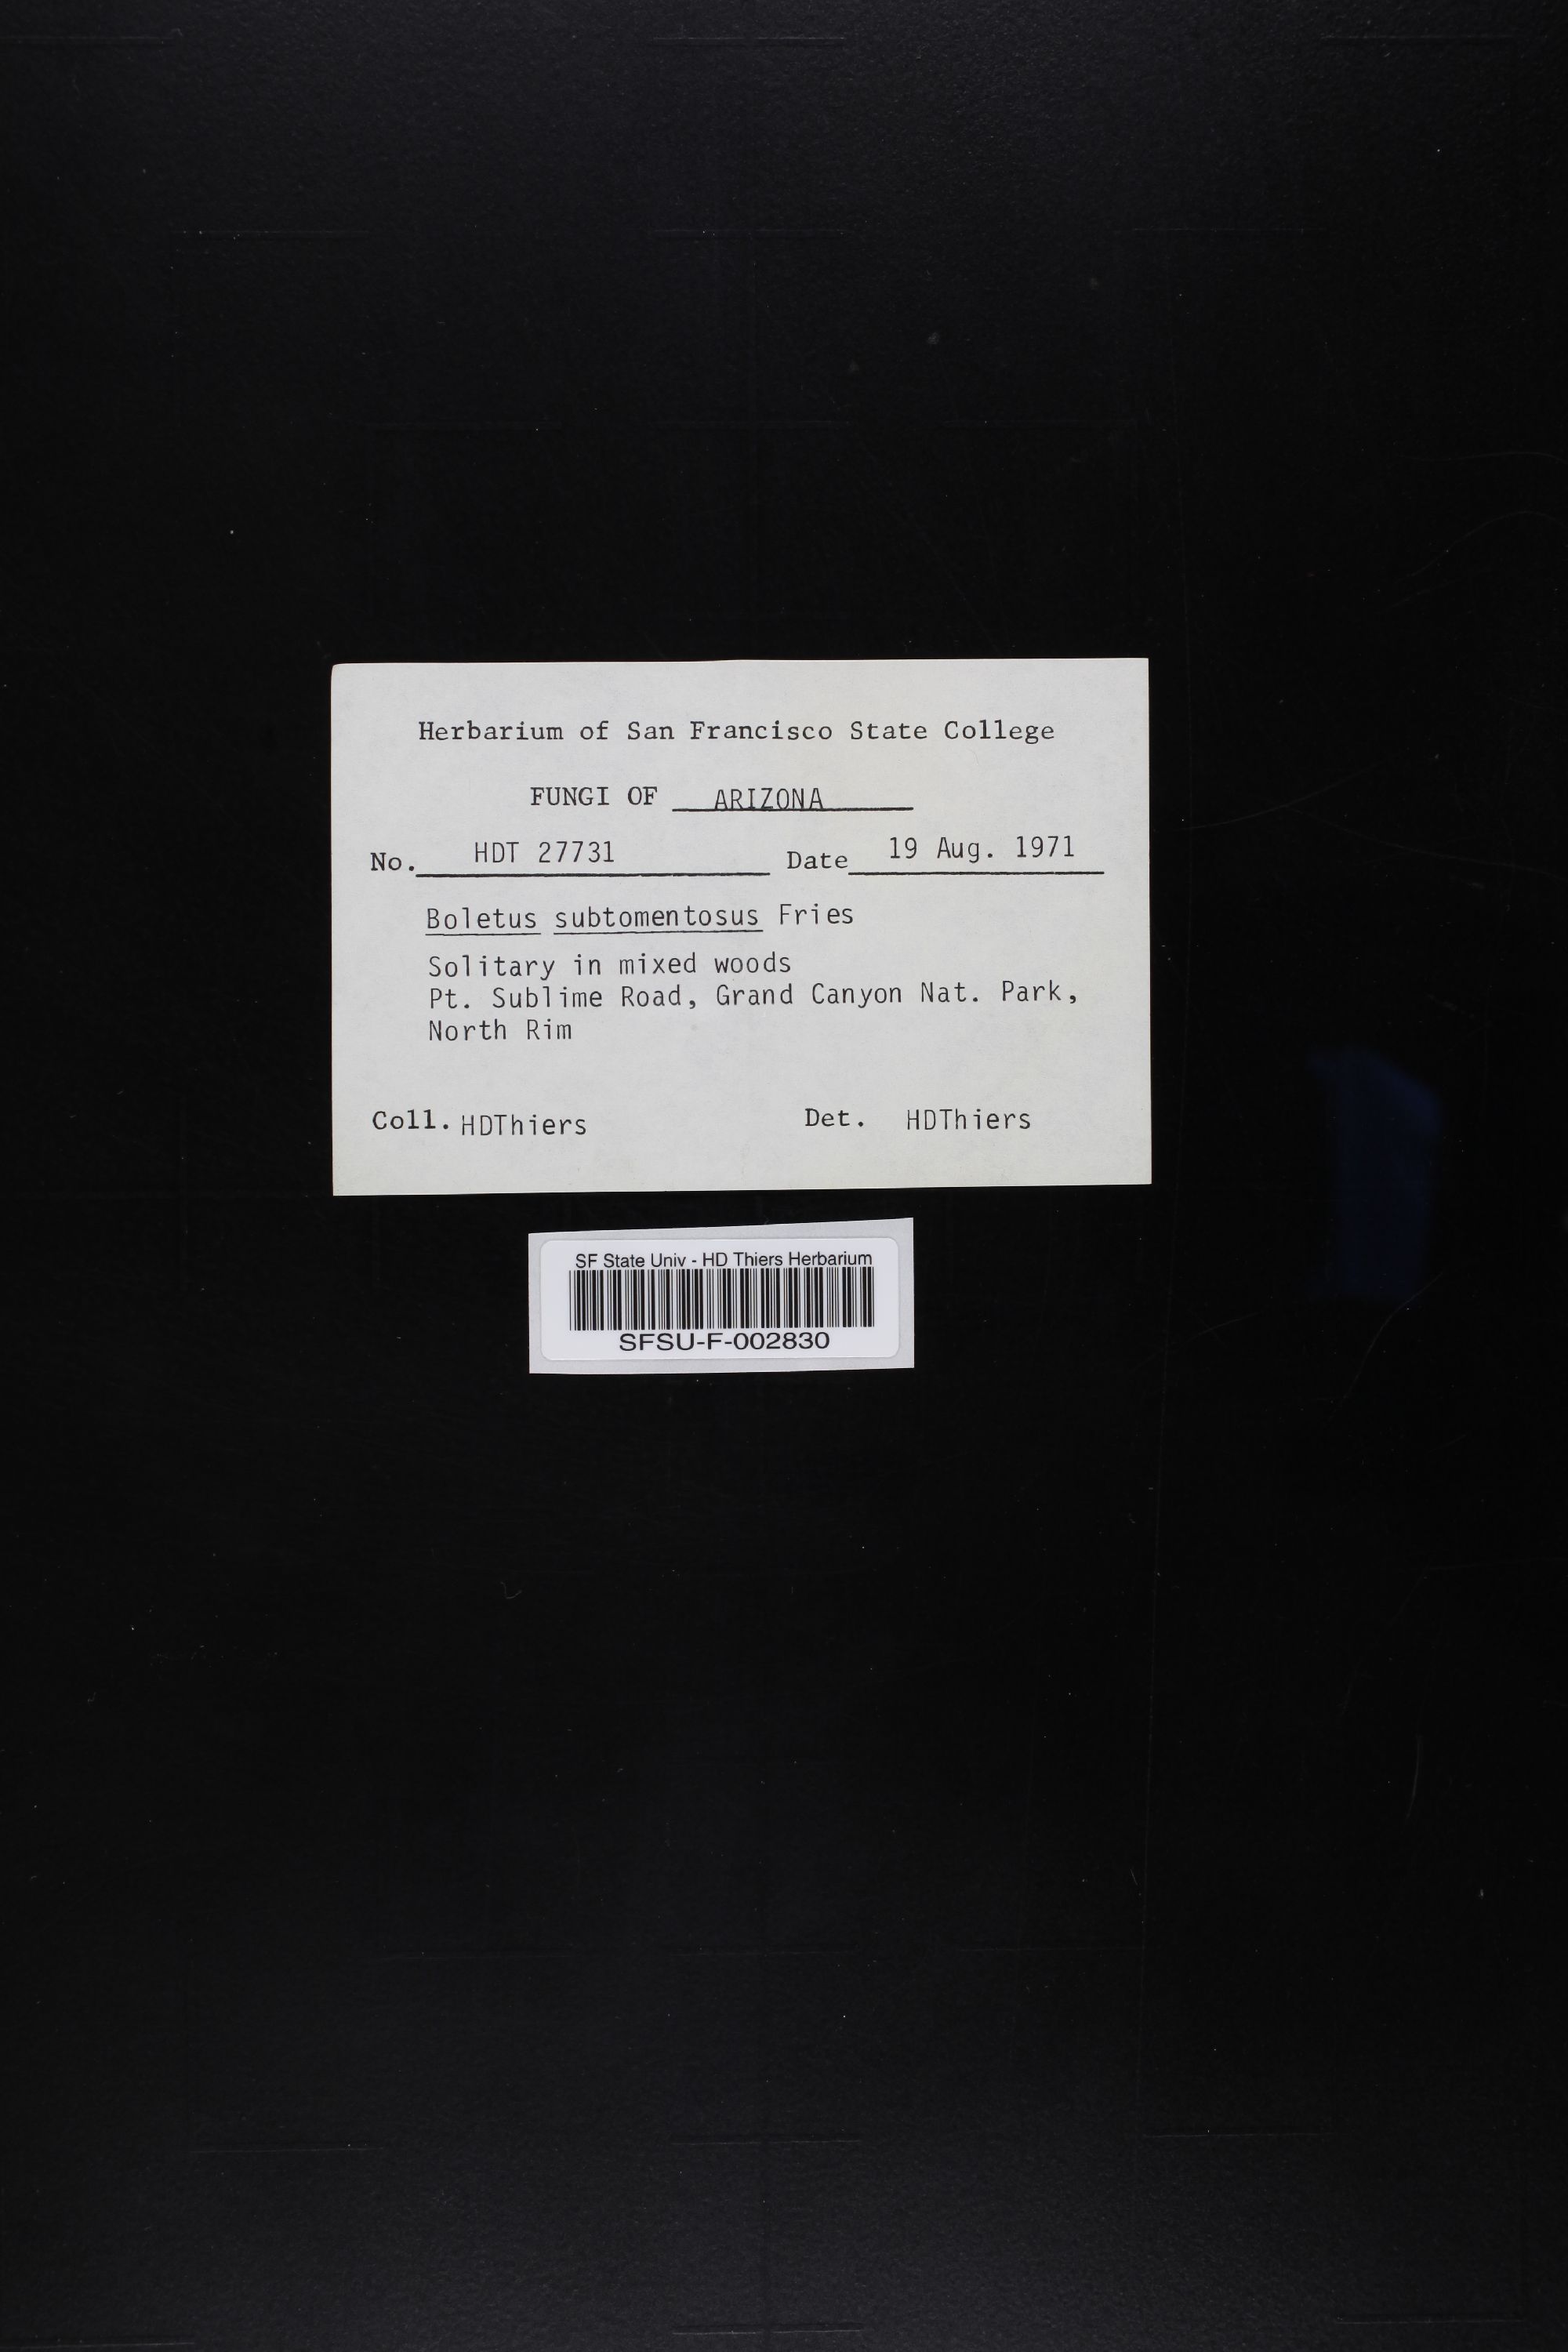 Herbarium of San Francisco State College
FUNGI OF ARIZONA
No. HDT 27731 Date 19 Aug. 1971
Boletus subtomentosus Fries
Solitary in mixed woods
Pt. Sublime Road, Grand Canyon Nat. Park,
North Rim
Coll. HDThiers Det. HDThiers
SF State Univ - HD Thiers Herbarium
SFSU-F-002830